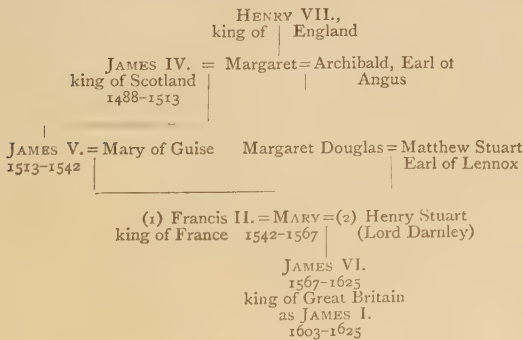 HENRY VII.,
king of England
JAMES IV. = Margaret = Archibald, Earl ot
king of Scotland Angus
1488-1513
JAMES V. = Mary of Guise Margaret Douglas = Matthew Stuart
1513-1542 Earl of Lennox
(1) Francis II. = MARY = (2) Henry Stuart
king of France 1542-1567 (Lord Darnley)
JAMES VI.
1567-1625
king of Great Britain
as JAMES I.
1603-1625